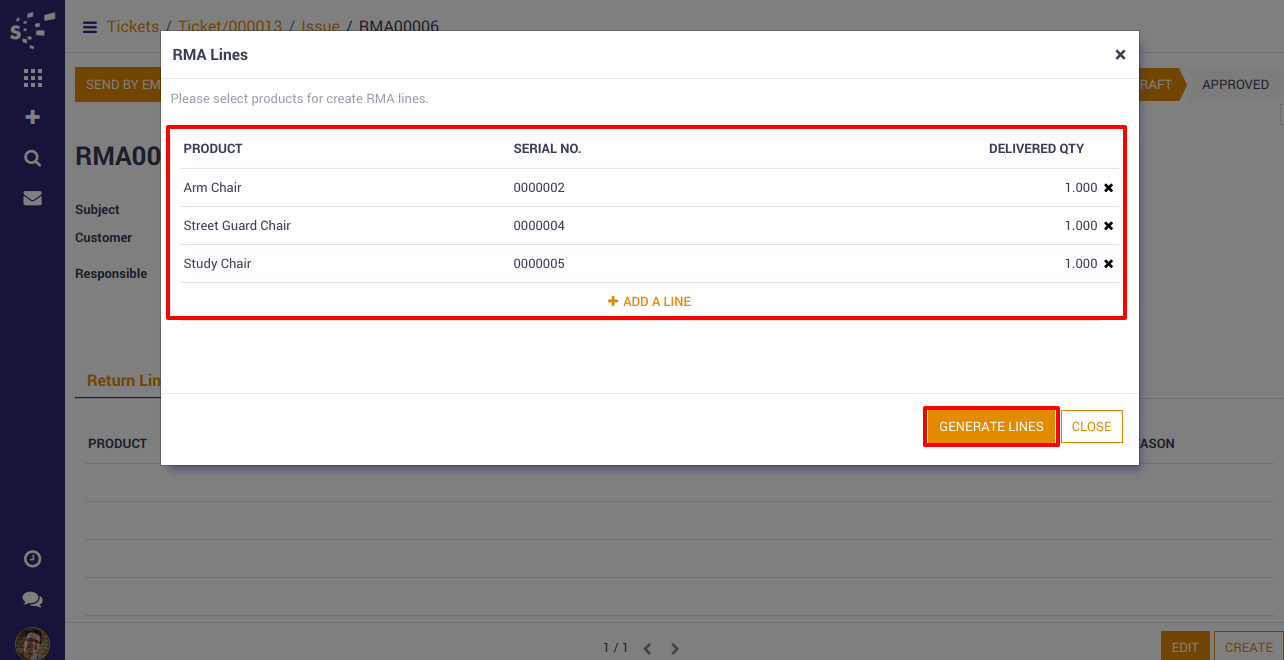 Tickets / Ticket/000013 / Issue / RMA00006
RMA Lines
SEND BY EM
RAFT
APPROVED
Please select products for create RMA lines.
PRODUCT SERIAL NO. DELIVERED QTY
RMA00
Arm Chair 0000002 1.000
Subject
Street Guard Chair 0000004 1.000
Customer
Study Chair 0000005 1.000
Responsible
ADD A LINE
Return Lin
GENERATE LINES CLOSE
PRODUCT
ASON
1 / 1
EDIT CREATE